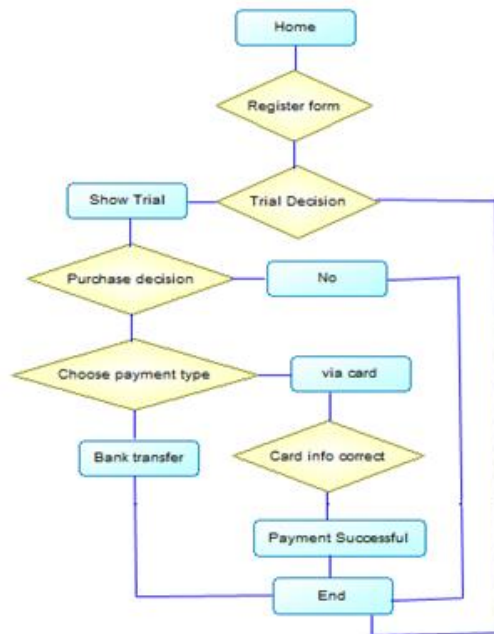 Home
Register form
Show Trial
Trial Decision
Purchase decision
No
Choose payment type
via card
Bank transfer
Card info correct
Payment Successful
End